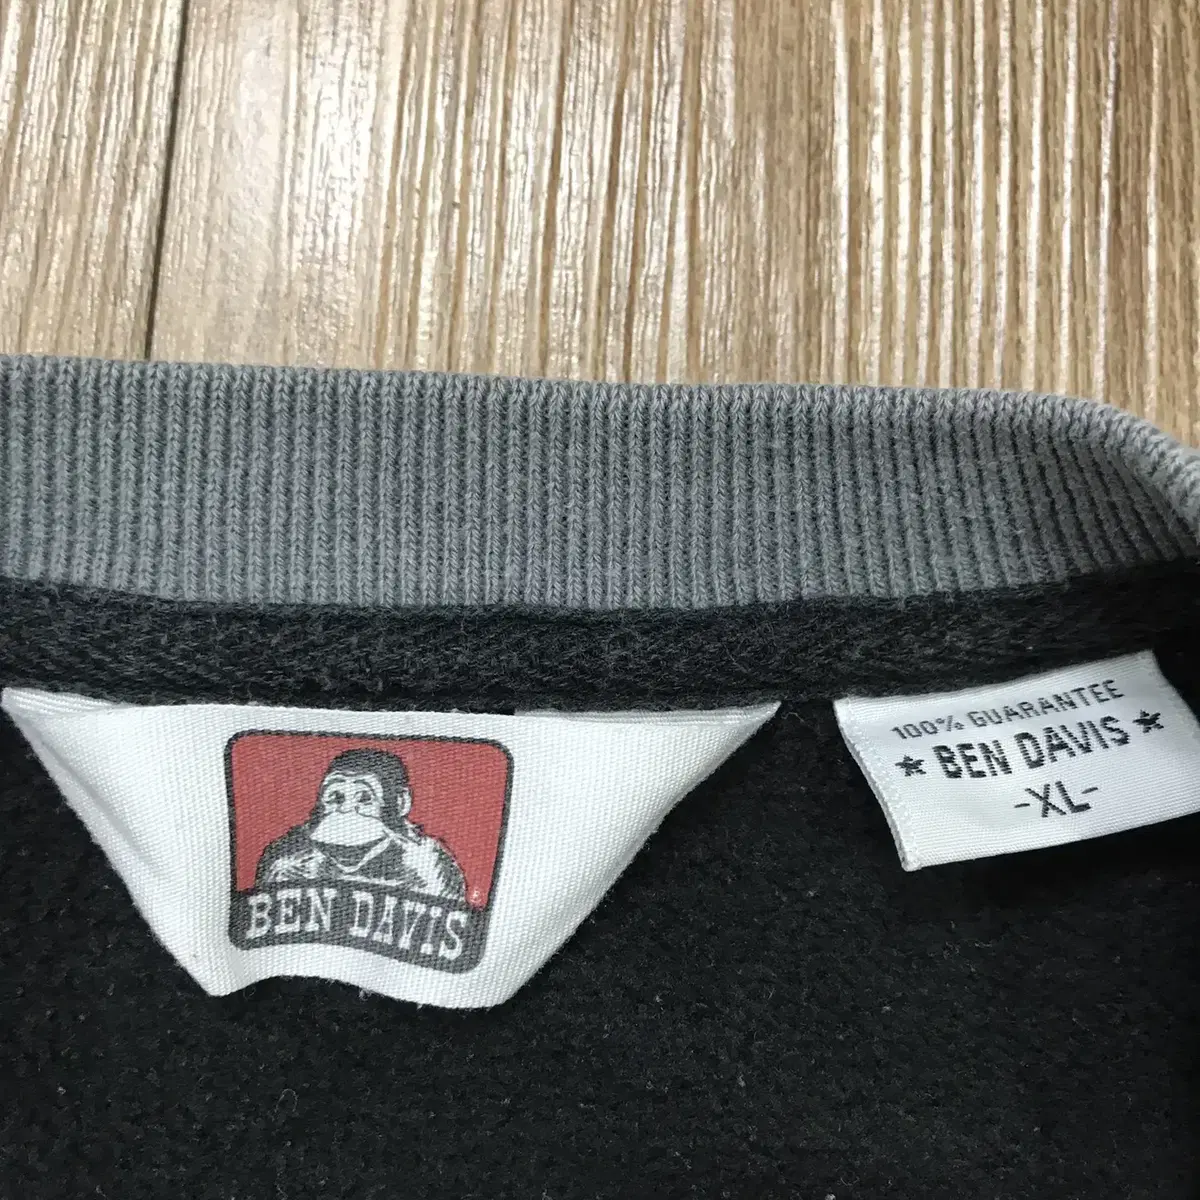 BEN DAVIS
®
100% GUARANTEE
★ BEN DAVIS ★
-XL-